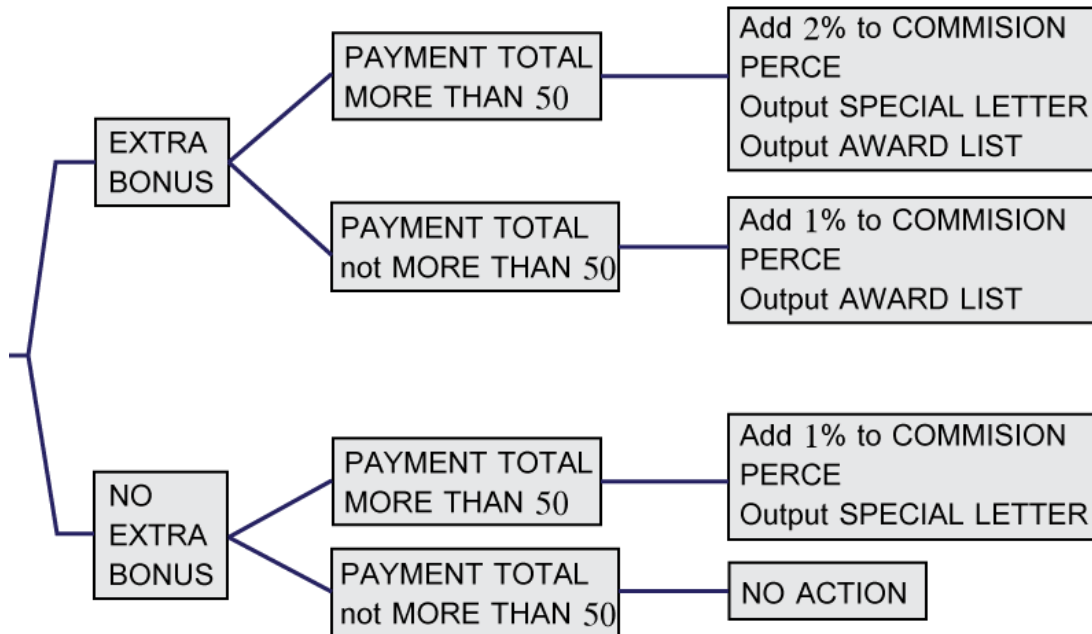 EXTRA
BONUS
PAYMENT TOTAL
MORE THAN 50
Add 2% to COMMISION
PERCE
Output SPECIAL LETTER
Output AWARD LIST
PAYMENT TOTAL
not MORE THAN 50
Add 1% to COMMISION
PERCE
Output AWARD LIST
NO
EXTRA
BONUS
PAYMENT TOTAL
MORE THAN 50
Add 1% to COMMISION
PERCE
Output SPECIAL LETTER
PAYMENT TOTAL
not MORE THAN 50
NO ACTION